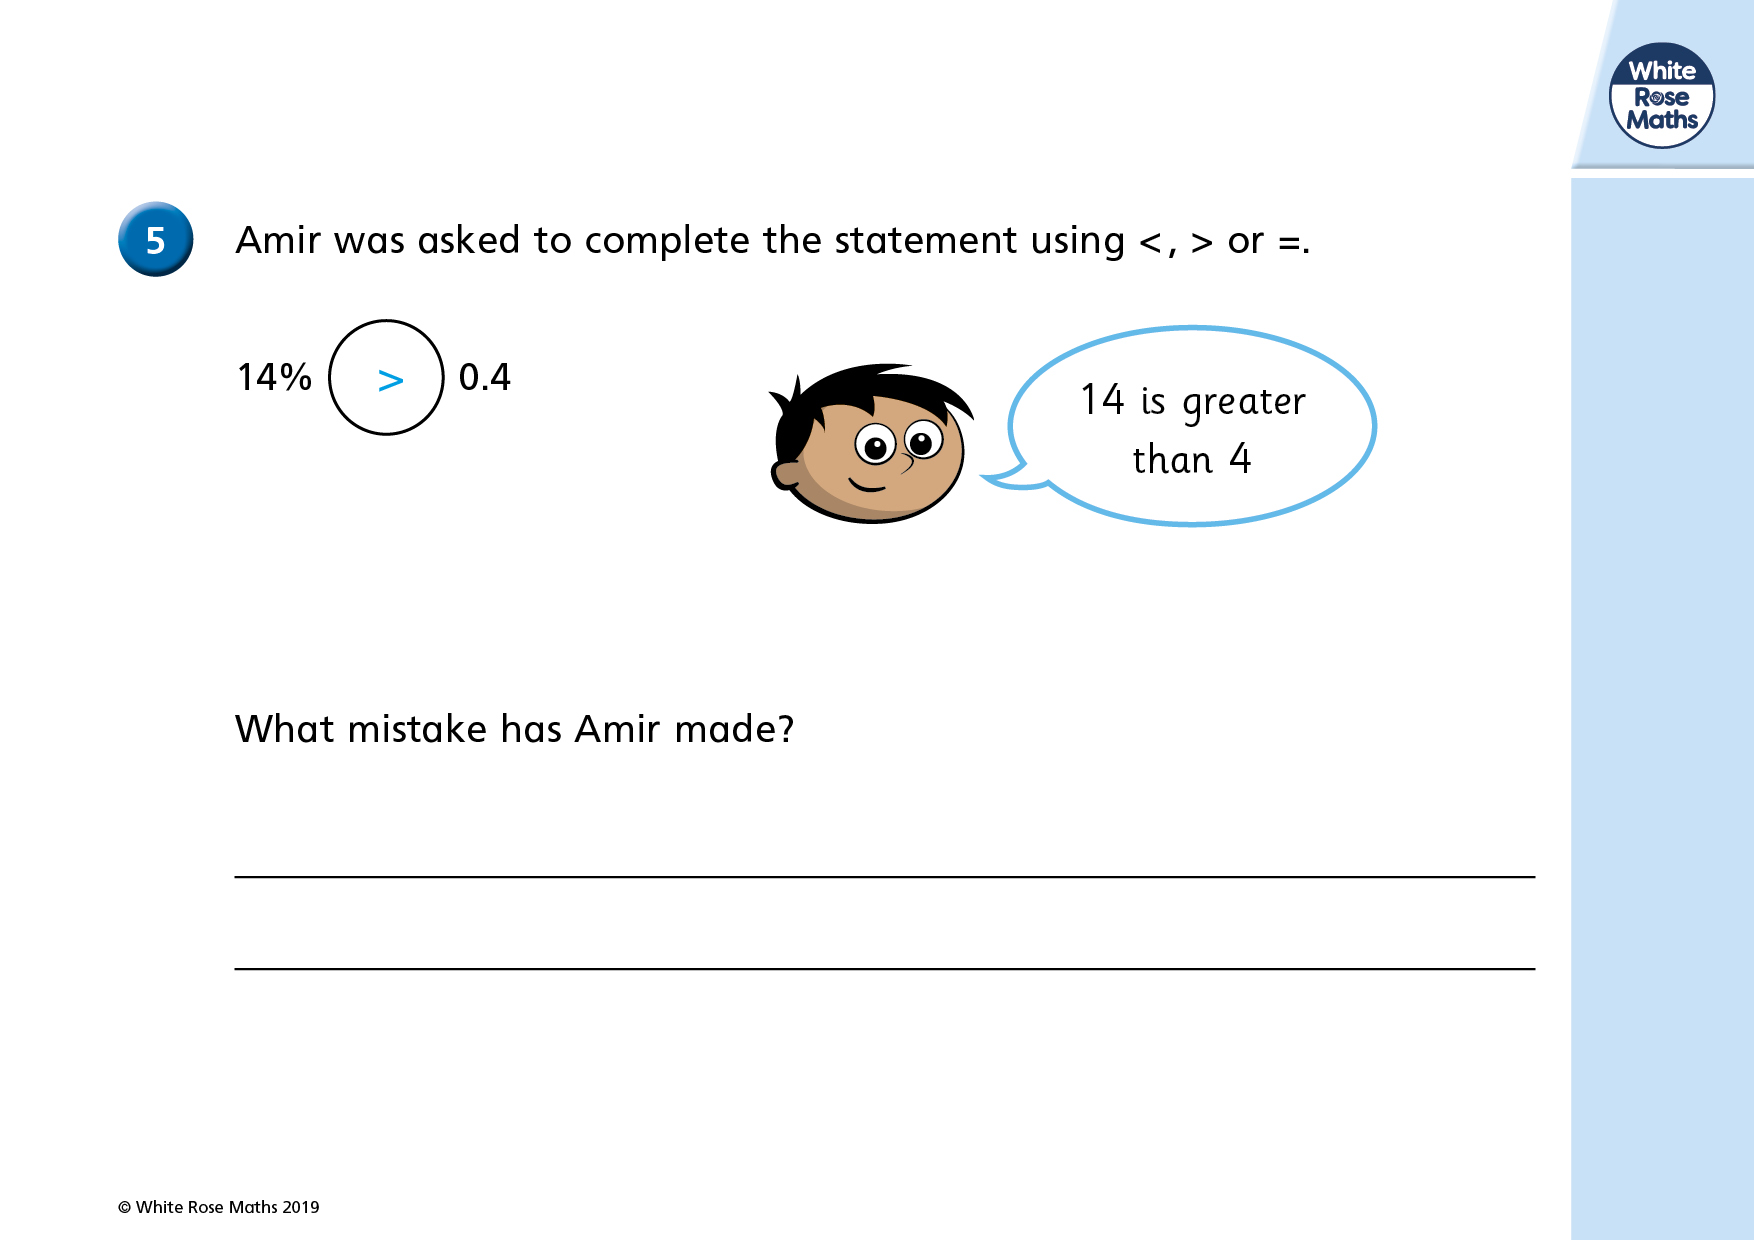 White
Rose
Maths
5 Amir was asked to complete the statement using <, > or =.
14% > 0.4
14 is greater
than 4
What mistake has Amir made?
© White Rose Maths 2019